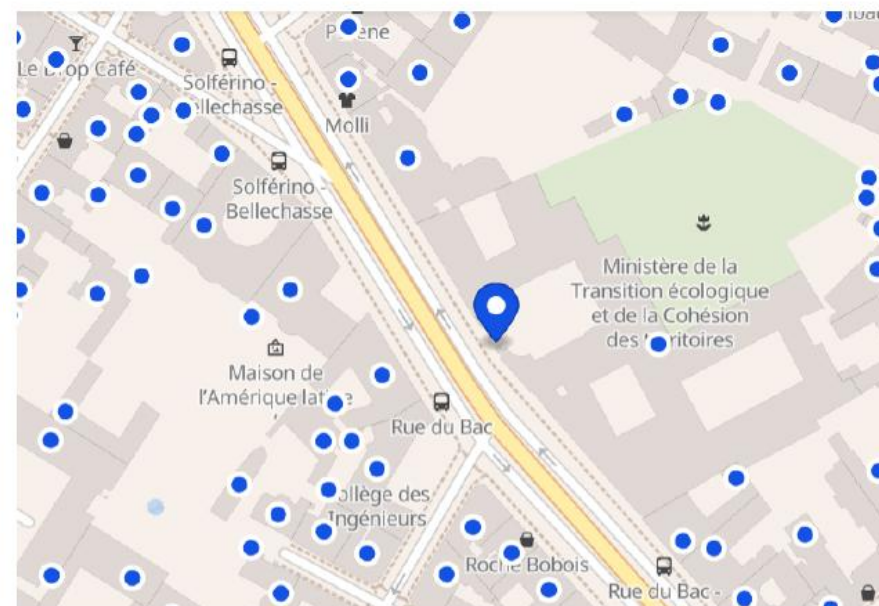 Le Drop Café
Solférino -
Bellechasse
Molli
Solférino -
Bellechasse
Ministère de la
Transition écologique
et de la Cohésion
des territoires
Maison de
l'Amérique latine
Rue du Bac
Collège des
Ingénieurs
Roche Bobois
Rue du Bac -